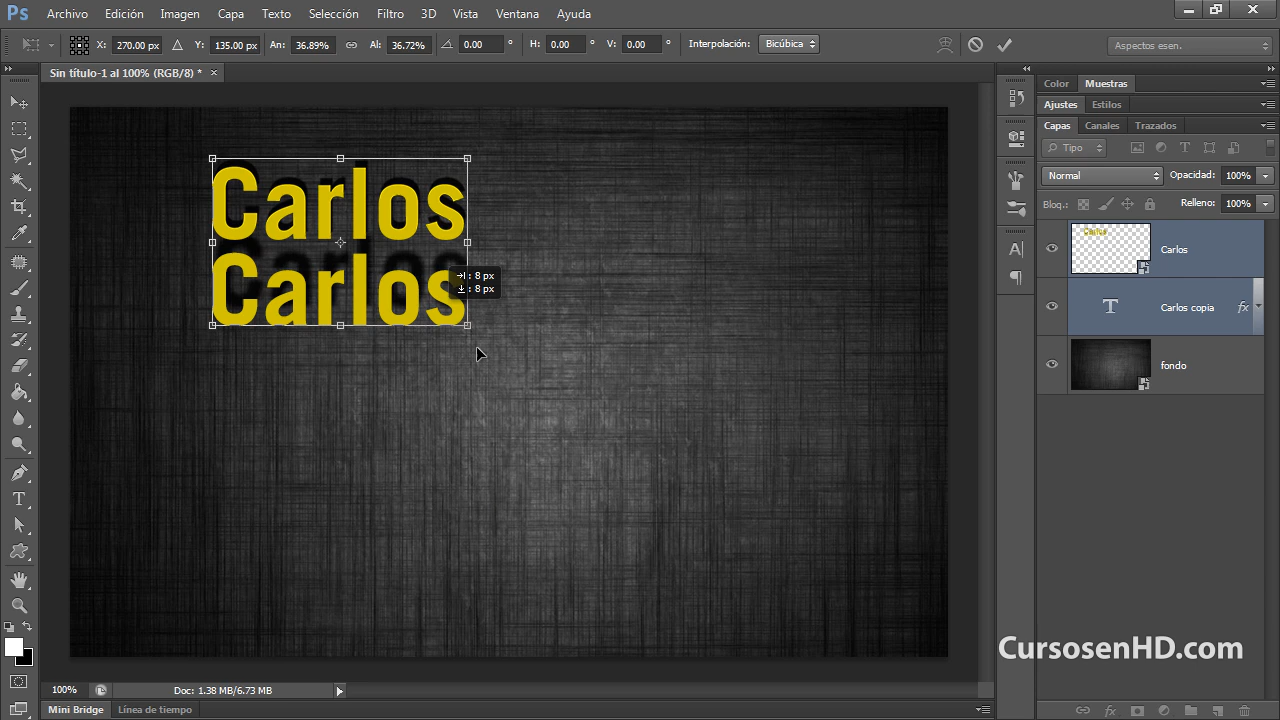 Ps Archivo Edición Imagen Capa Texto Selección Filtro 3D Vista Ventana Ayuda
X: 270.00 px Y: 135.00 px An: 36.89% Al: 36.72% 0.00 ° H: 0.00 ° V: 0.00 ° Interpolación: Bicúbica Aspectos esen.
Sin título-1 al 100% (RGB/8) * ×
Color Muestras
Ajustes Estilos
Capas Canales Trazados
Tipo
Normal Opacidad: 100%
Bloq.: Relleno: 100%
Carlos
Carlos
: 8 px
: 8 px
Carlos
Carlos
T Carlos copia fx
fondo
CursosenHD.com
100% Doc: 1.38 MB/6.73 MB
Mini Bridge Línea de tiempo